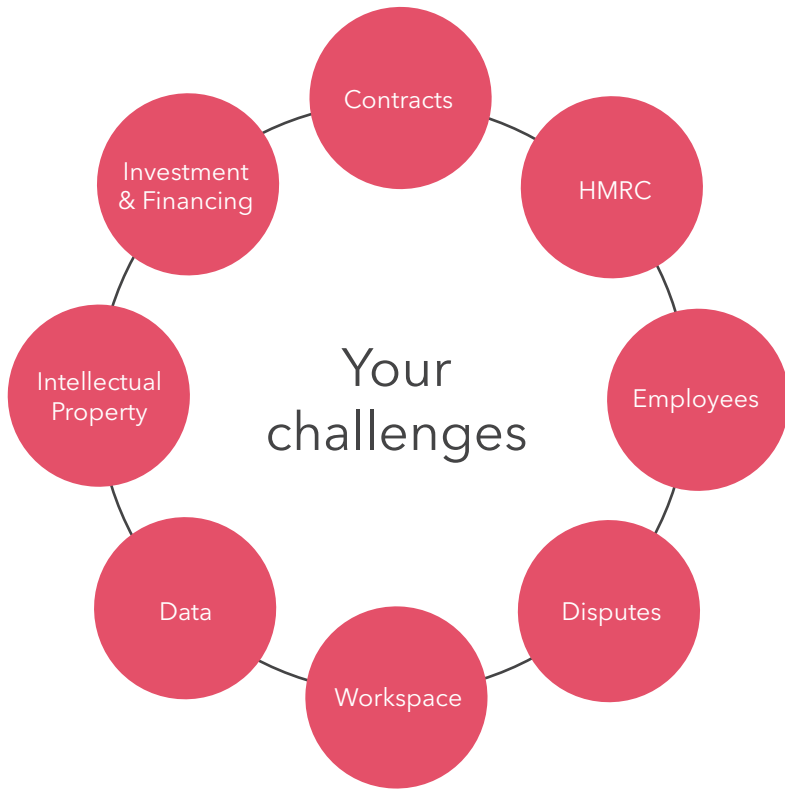 Contracts
HMRC
Employees
Disputes
Workspace
Data
Intellectual
Property
Investment
& Financing
Your
challenges